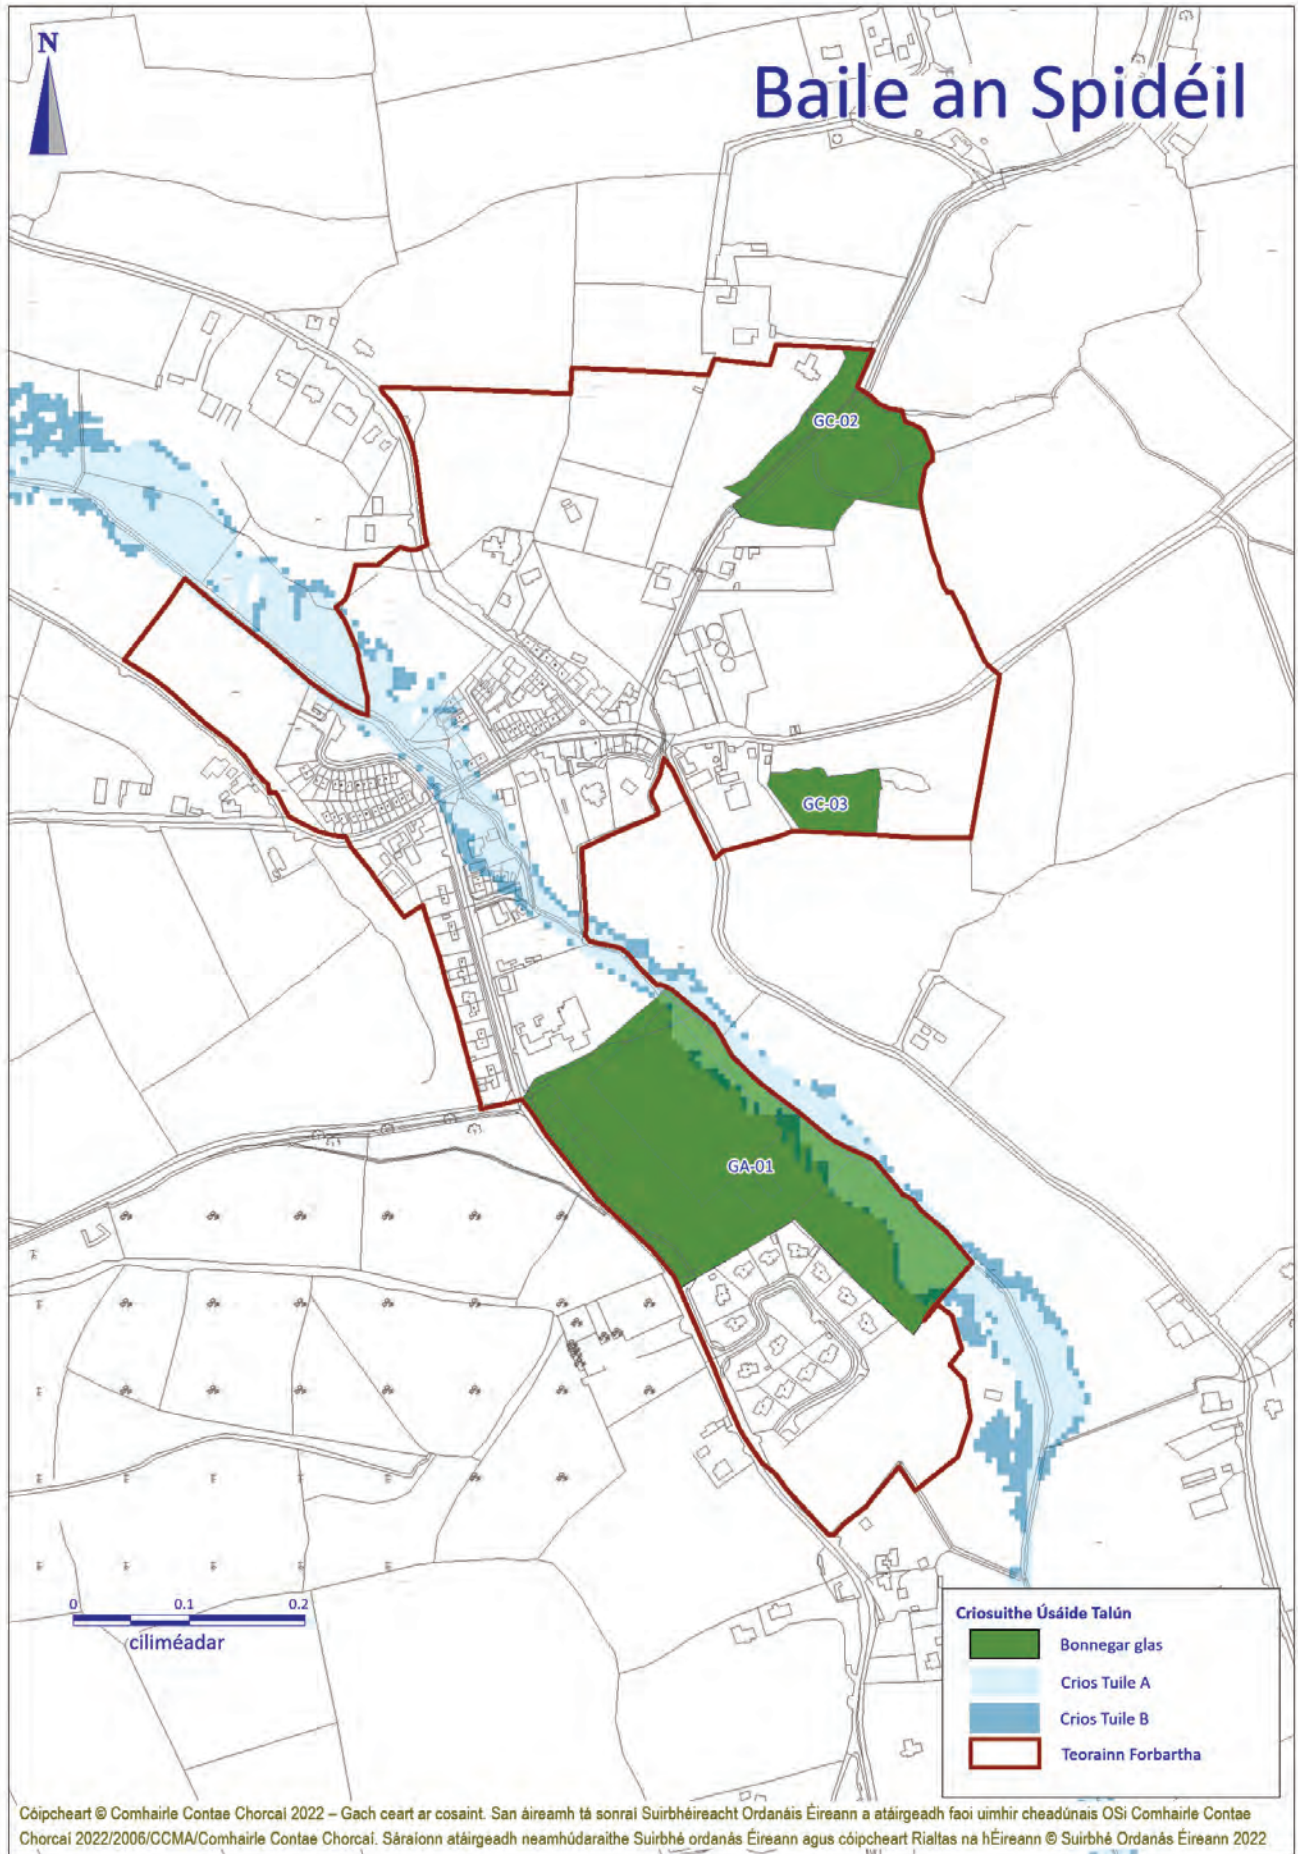 N
Baile an Spidéil
GC-02
GC-03
GA-01
0 0.1 0.2
ciliméadar
Criosuithe Úsáide Talún
Bonnegar glas
Crios Tuile A
Crios Tuile B
Teorainn Forbartha
Cóipcheart © Comhairle Contae Chorcaí 2022 – Gach ceart ar cosaint. San áireamh tá sonraí Suirbhéireacht Ordanáis Éireann a atáirgeadh faoi uimhir cheadúnais OSi Comhairle Contae
Chorcaí 2022/2006/CCMA/Comhairle Contae Chorcaí. Sáraíonn atáirgeadh neamhúdaraithe Suirbhé ordanás Éireann agus cóipcheart Rialtas na hÉireann © Suirbhé Ordanás Éireann 2022